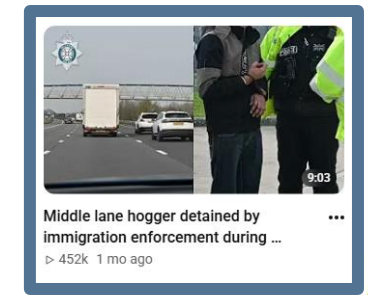 9:03
Middle lane hogger detained by
immigration enforcement during ...
452k 1 mo ago